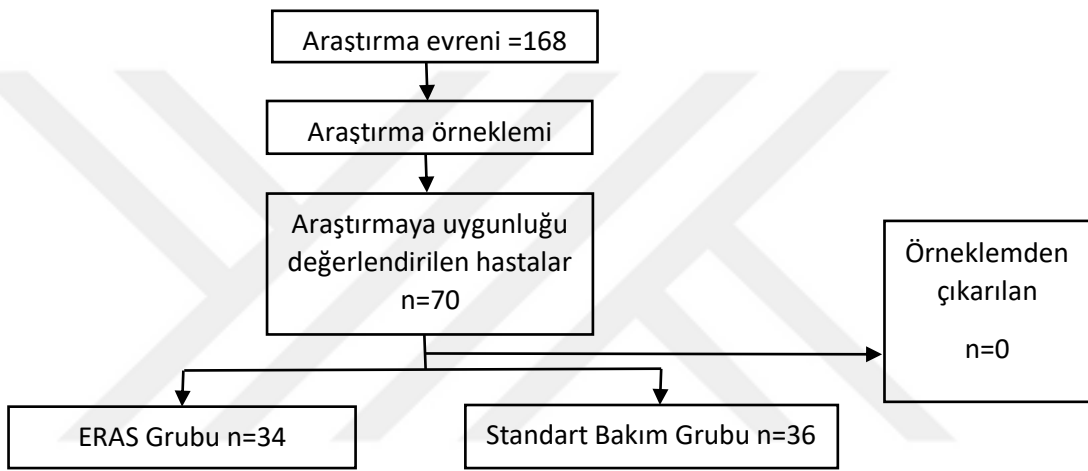 Araştırma evreni =168
Araştırma örneklemi
Araştırmaya uygunluğu
değerlendirilen hastalar
n=70
Örneklemden
çıkarılan
n=0
ERAS Grubu n=34
Standart Bakım Grubu n=36